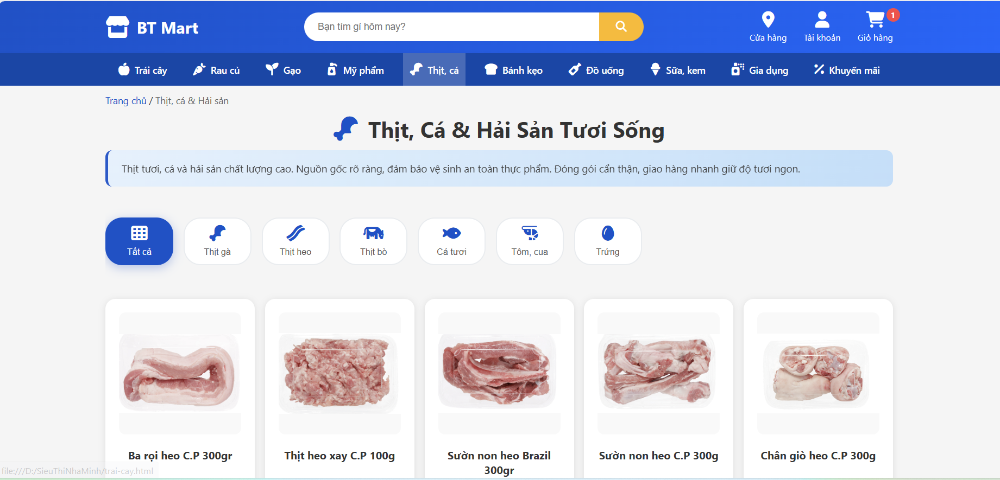 BT Mart
Bạn tìm gì hôm nay?
Cửa hàng
Tài khoản
Giỏ hàng
1
Trái cây
Rau củ
Gạo
Mỹ phẩm
Thịt, cá
Bánh kẹo
Đồ uống
Sữa, kem
Gia dụng
Khuyến mãi
Trang chủ / Thịt, cá & Hải sản
Thịt, Cá & Hải Sản Tươi Sống
Thịt tươi, cá và hải sản chất lượng cao. Nguồn gốc rõ ràng, đảm bảo vệ sinh an toàn thực phẩm. Đóng gói cẩn thận, giao hàng nhanh giữ độ tươi ngon.
Tất cả
Thịt gà
Thịt heo
Thịt bò
Cá tươi
Tôm, cua
Trứng
Ba rọi heo C.P 300gr
Thịt heo xay C.P 100g
Sườn non heo Brazil
300gr
Sườn non heo C.P 300g
Chân giò heo C.P 300g
file:///D:/SieuThiNhaMinh/trai-cay.html